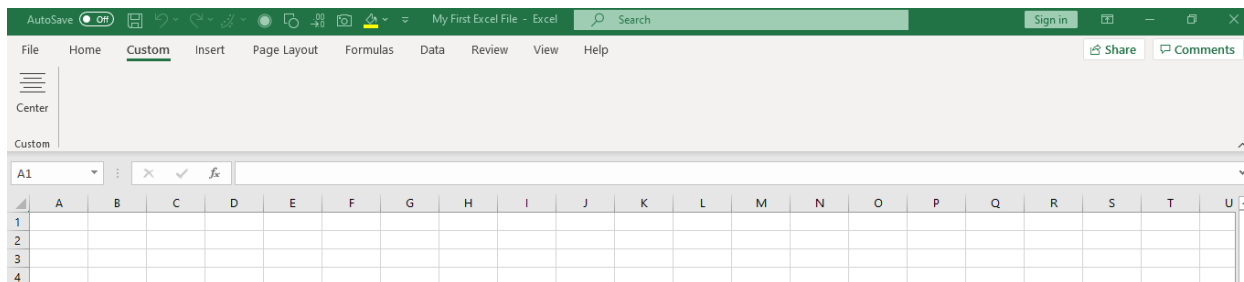 AutoSave Off My First Excel File - Excel Search Sign in
File Home Custom Insert Page Layout Formulas Data Review View Help Share Comments
Center
Custom
A1 fx
A B C D E F G H I J K L M N O P Q R S T U
1
2
3
4